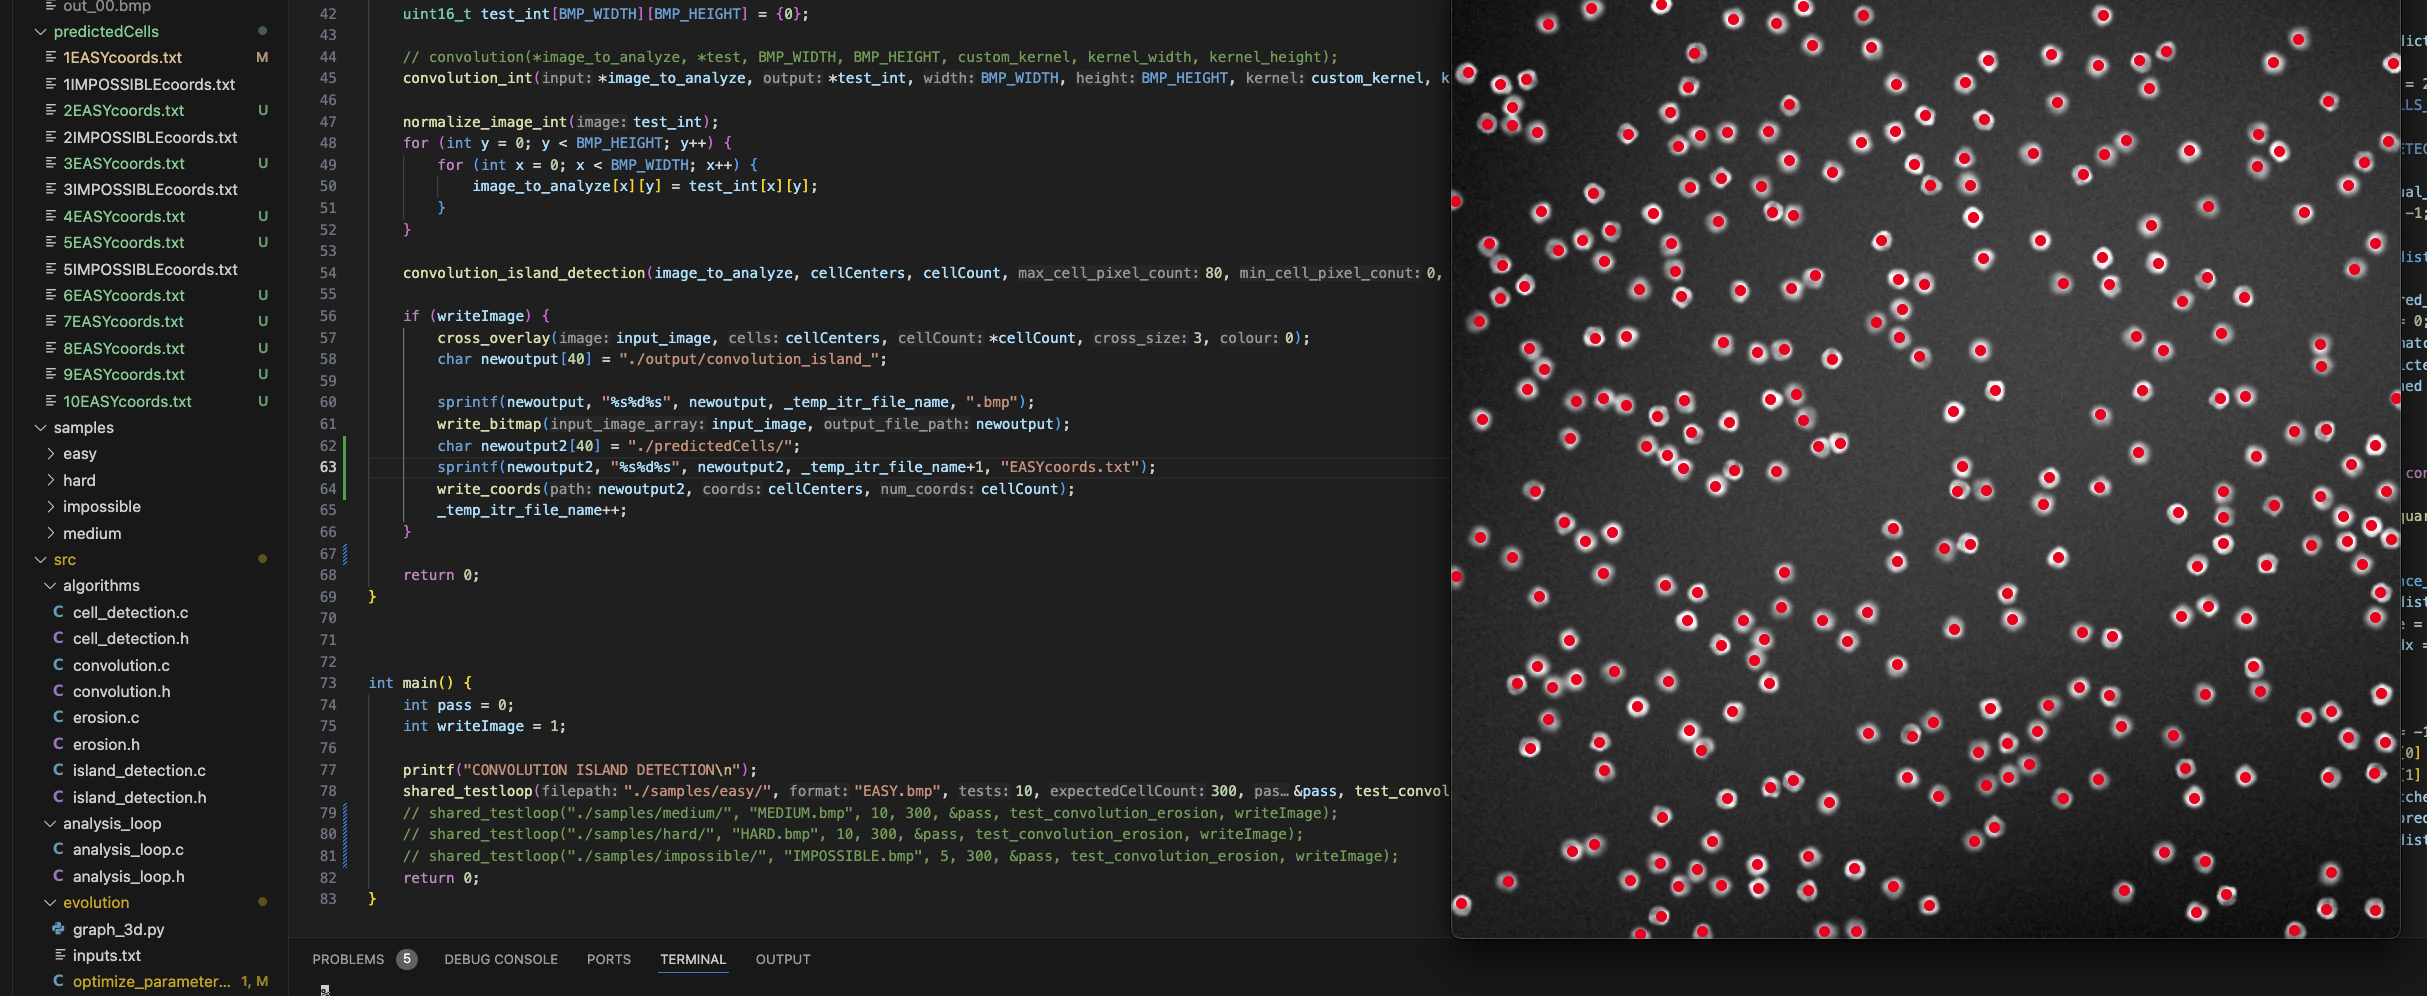 out_00.bmp
predictedCells
1EASYcoords.txt M
1IMPOSSIBLEcoords.txt
2EASYcoords.txt U
2IMPOSSIBLEcoords.txt
3EASYcoords.txt U
3IMPOSSIBLEcoords.txt
4EASYcoords.txt U
5EASYcoords.txt U
5IMPOSSIBLEcoords.txt
6EASYcoords.txt U
7EASYcoords.txt U
8EASYcoords.txt U
9EASYcoords.txt U
10EASYcoords.txt U
samples
easy
hard
impossible
medium
src
algorithms
C cell_detection.c
C cell_detection.h
C convolution.c
C convolution.h
C erosion.c
C erosion.h
C island_detection.c
C island_detection.h
analysis_loop
C analysis_loop.c
C analysis_loop.h
evolution
graph_3d.py
inputs.txt
C optimize_parameter... 1, M
42 uint16_t test_int[BMP_WIDTH][BMP_HEIGHT] = {0};
43
44 // convolution(*image_to_analyze, *test, BMP_WIDTH, BMP_HEIGHT, custom_kernel, kernel_width, kernel_height);
45 convolution_int(input: *image_to_analyze, output: *test_int, width: BMP_WIDTH, height: BMP_HEIGHT, kernel: custom_kernel, k
46
47 normalize_image_int(image: test_int);
48 for (int y = 0; y < BMP_HEIGHT; y++) {
49 for (int x = 0; x < BMP_WIDTH; x++) {
50 image_to_analyze[x][y] = test_int[x][y];
51 }
52 }
53
54 convolution_island_detection(image_to_analyze, cellCenters, cellCount, max_cell_pixel_count: 80, min_cell_pixel_conut: 0,
55
56 if (writeImage) {
57 cross_overlay(image: input_image, cells: cellCenters, cellCount: *cellCount, cross_size: 3, colour: 0);
58 char newoutput[40] = "./output/convolution_island_";
59
60 sprintf(newoutput, "%s%d%s", newoutput, _temp_itr_file_name, ".bmp");
61 write_bitmap(input_image_array: input_image, output_file_path: newoutput);
62 char newoutput2[40] = "./predictedCells/";
63 sprintf(newoutput2, "%s%d%s", newoutput2, _temp_itr_file_name+1, "EASYcoords.txt");
64 write_coords(path: newoutput2, coords: cellCenters, num_coords: cellCount);
65 _temp_itr_file_name++;
66 }
67
68 return 0;
69 }
70
71
72
73 int main() {
74 int pass = 0;
75 int writeImage = 1;
76
77 printf("CONVOLUTION ISLAND DETECTION\n");
78 shared_testloop(filepath: "./samples/easy/", format: "EASY.bmp", tests: 10, expectedCellCount: 300, pas… &pass, test_convol
79 // shared_testloop("./samples/medium/", "MEDIUM.bmp", 10, 300, &pass, test_convolution_erosion, writeImage);
80 // shared_testloop("./samples/hard/", "HARD.bmp", 10, 300, &pass, test_convolution_erosion, writeImage);
81 // shared_testloop("./samples/impossible/", "IMPOSSIBLE.bmp", 5, 300, &pass, test_convolution_erosion, writeImage);
82 return 0;
83 }
PROBLEMS 5 DEBUG CONSOLE PORTS TERMINAL OUTPUT